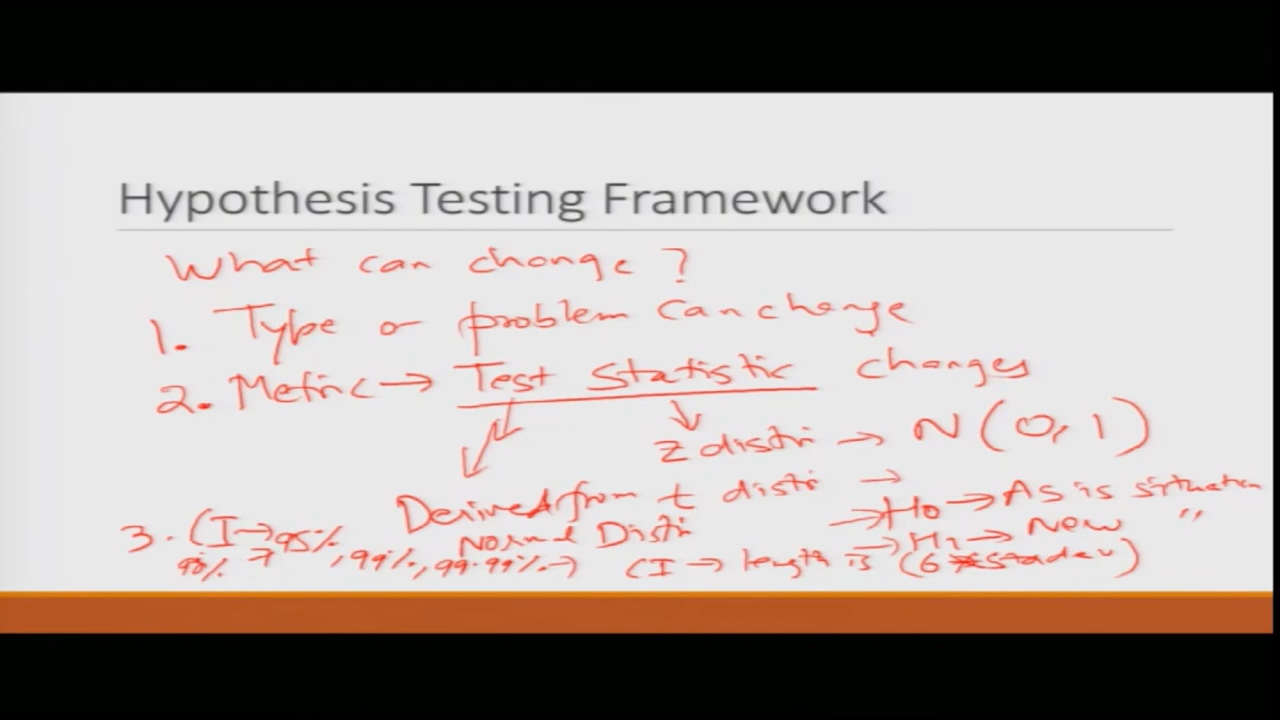 Hypothesis Testing Framework
What can change?
1. Type or problem can change
2. Metric → Test Statistic changes
z distri → N(0,1)
Derived from t distri →
Normal Distri
→ H0 → As is situation
→ H1 → New "
3. CI → 95%, 99%, 99.99% →
90%
CI → length is (6 * stadev)